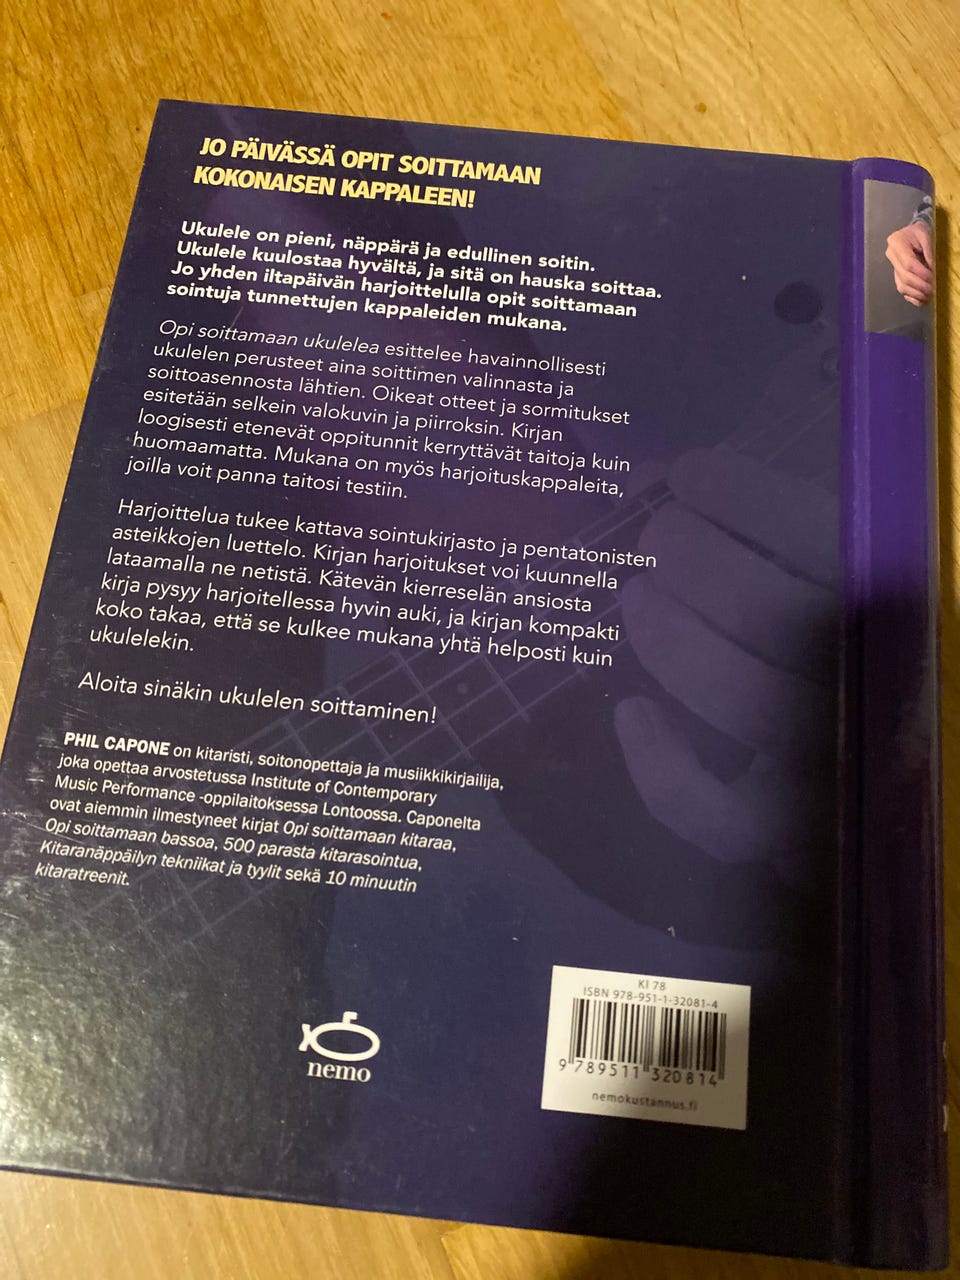 JO PÄIVÄSSÄ OPIT SOITTAMAAN
KOKONAISEN KAPPALEEN!
Ukulele on pieni, näppärä ja edullinen soitin.
Ukulele kuulostaa hyvältä, ja sitä on hauska soittaa.
Jo yhden iltapäivän harjoittelulla opit soittamaan
sointuja tunnettujen kappaleiden mukana.
Opi soittamaan ukulelea esittelee havainnollisesti
ukulelen perusteet aina soittimen valinnasta ja
soittoasennosta lähtien. Oikeat otteet ja sormitukset
esitetään selkein valokuvin ja piirroksin. Kirjan
loogisesti etenevät oppitunnit kerryttävät taitoja kuin
huomaamatta. Mukana on myös harjoituskappaleita,
joilla voit panna taitosi testiin.
Harjoittelua tukee kattava sointukirjasto ja pentatonisten
asteikkojen luettelo. Kirjan harjoitukset voi kuunnella
lataamalla ne netistä. Kätevän kierreselän ansiosta
kirja pysyy harjoitellessa hyvin auki, ja kirjan kompakti
koko takaa, että se kulkee mukana yhtä helposti kuin
ukulelekin.
Aloita sinäkin ukulelen soittaminen!
PHIL CAPONE on kitaristi, soitonopettaja ja musiikkikirjailija,
joka opettaa arvostetussa Institute of Contemporary
Music Performance -oppilaitoksessa Lontoossa. Caponelta
ovat aiemmin ilmestyneet kirjat Opi soittamaan kitaraa,
Opi soittamaan bassoa, 500 parasta kitarasointua,
Kitaranäppäilyn tekniikat ja tyylit sekä 10 minuutin
kitaratreenit.
nemo
Kl 78
ISBN 978-951-1-32081-4
9 789511 320814
nemokustannus.fi